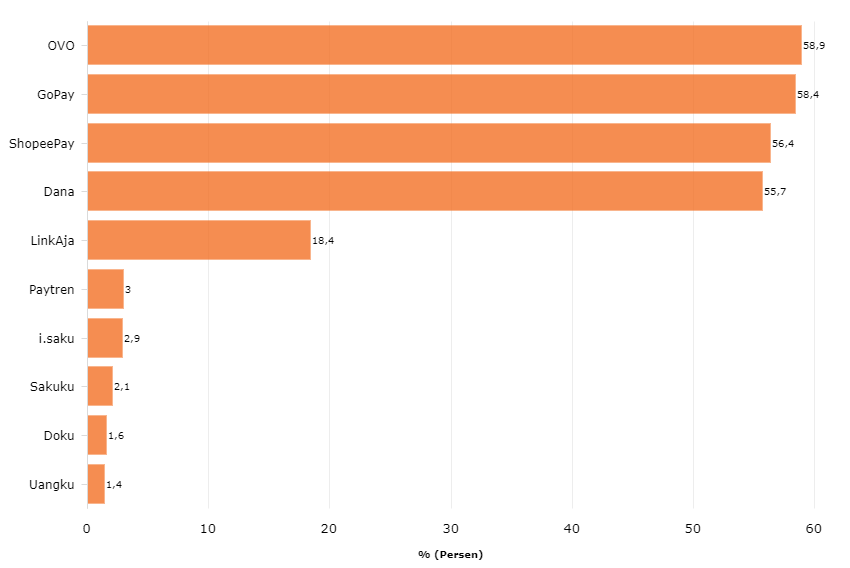 OVO 58,9
GoPay 58,4
ShopeePay 56,4
Dana 55,7
LinkAja 18,4
Paytren 3
i.saku 2,9
Sakuku 2,1
Doku 1,6
Uangku 1,4
0 10 20 30 40 50 60
% (Persen)